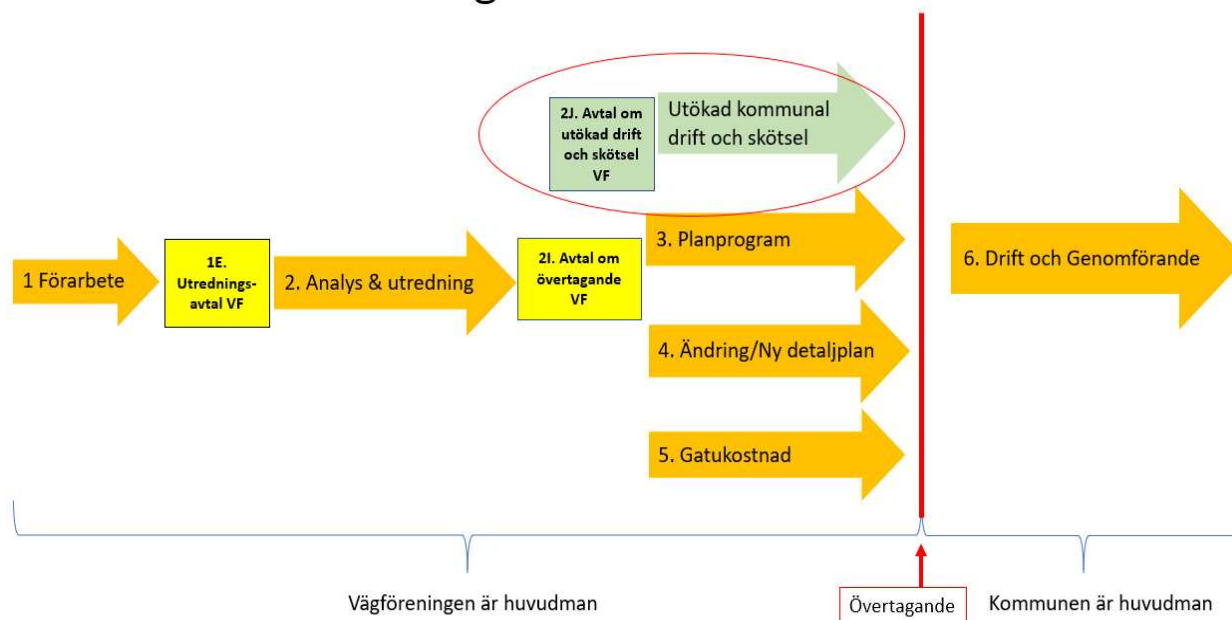 2J. Avtal om
utökad drift
och skötsel
VF
Utökad kommunal
drift och skötsel
1 Förarbete
1E.
Utrednings-
avtal VF
2. Analys & utredning
2I. Avtal om
övertagande
VF
3. Planprogram
4. Ändring/Ny detaljplan
5. Gatukostnad
6. Drift och Genomförande
Vägföreningen är huvudman
Övertagande
Kommunen är huvudman